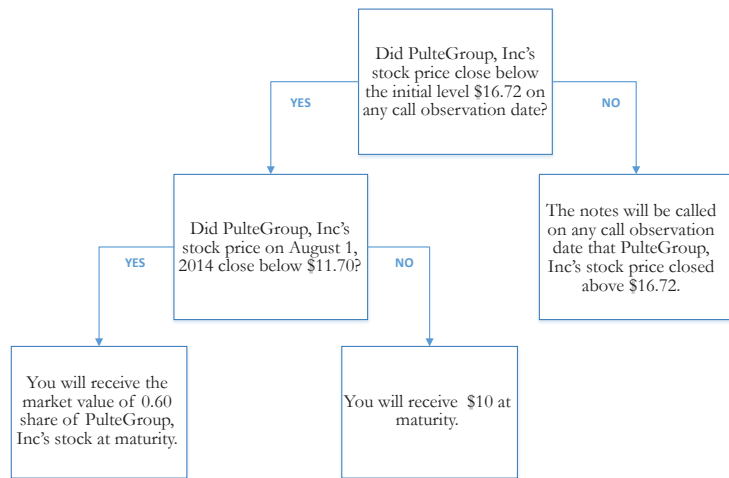 Did PulteGroup, Inc's
stock price close below
the initial level $16.72 on
any call observation date?
YES
NO
Did PulteGroup, Inc's
stock price on August 1,
2014 close below $11.70?
The notes will be called
on any call observation
date that PulteGroup,
Inc's stock price closed
above $16.72.
YES
NO
You will receive the
market value of 0.60
share of PulteGroup,
Inc's stock at maturity.
You will receive $10 at
maturity.